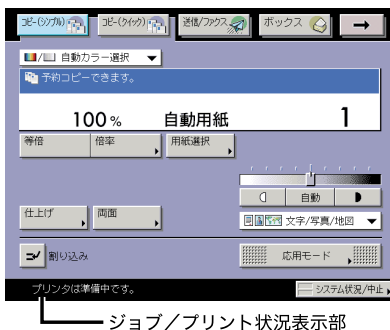 コピー(シンプル)
コピー(クイック)
送信/ファクス
ボックス
自動カラー選択
予約コピーできます。
100% 自動用紙 1
等倍 倍率 用紙選択
自動
仕上げ 両面 文字/写真/地図
割り込み 応用モード
プリンタは準備中です。 システム状況/中止
ジョブ/プリント状況表示部